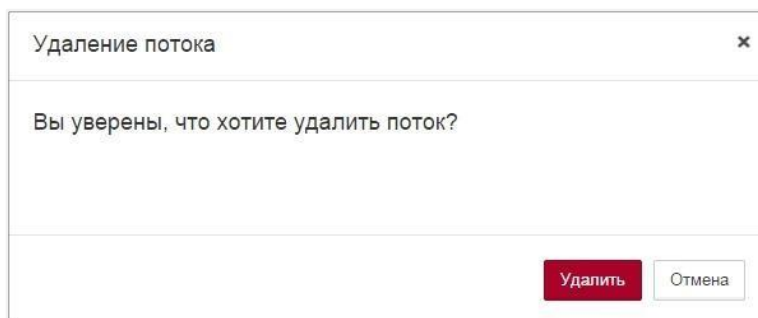 Удаление потока
Вы уверены, что хотите удалить поток?
Удалить Отмена